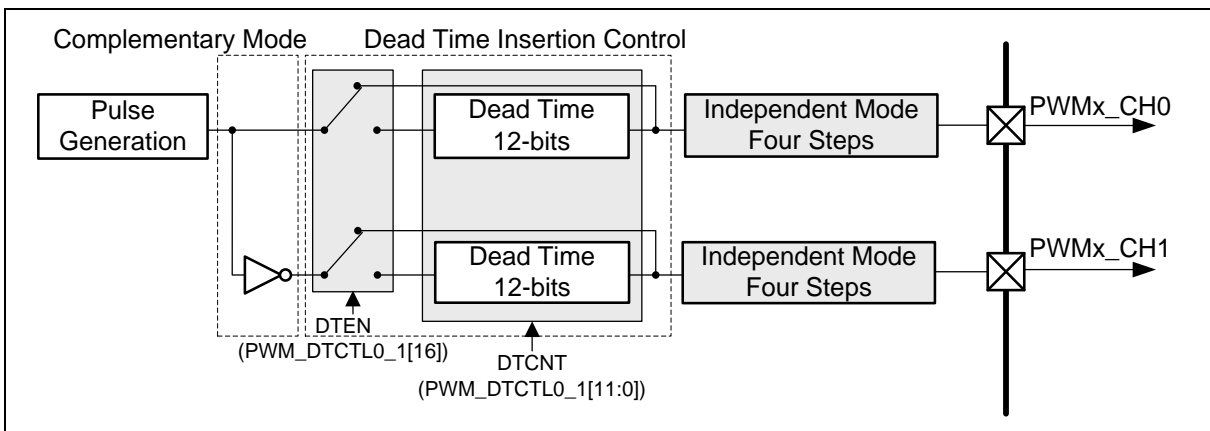 Complementary Mode
Dead Time Insertion Control
Pulse
Generation
Dead Time
12-bits
Independent Mode
Four Steps
PWMx_CH0
Dead Time
12-bits
Independent Mode
Four Steps
PWMx_CH1
DTEN
(PWM_DTCTL0_1[16])
DTCNT
(PWM_DTCTL0_1[11:0])